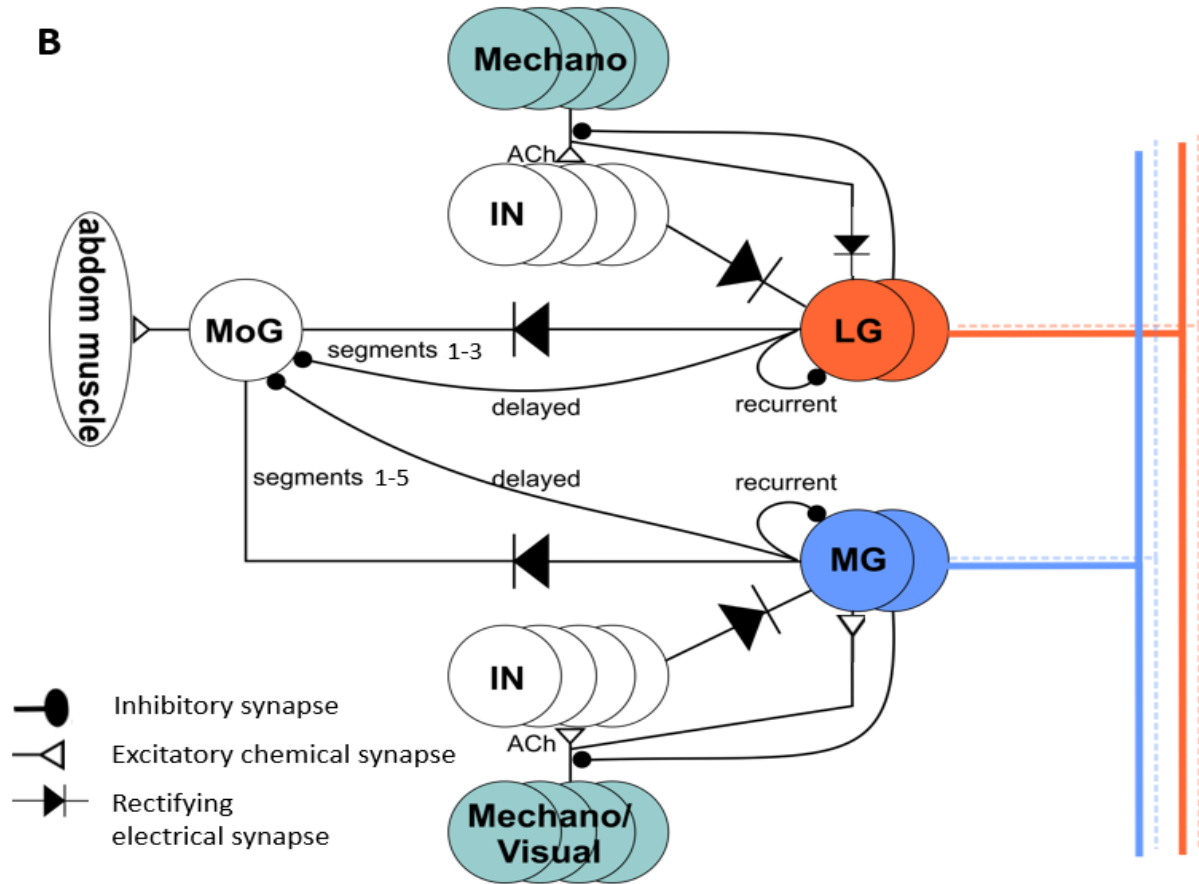 B
Mechano
ACh
IN
abdom muscle
MoG
LG
segments 1-3
delayed
recurrent
segments 1-5
delayed
recurrent
MG
IN
ACh
Mechano/
Visual
Inhibitory synapse
Excitatory chemical synapse
Rectifying
electrical synapse